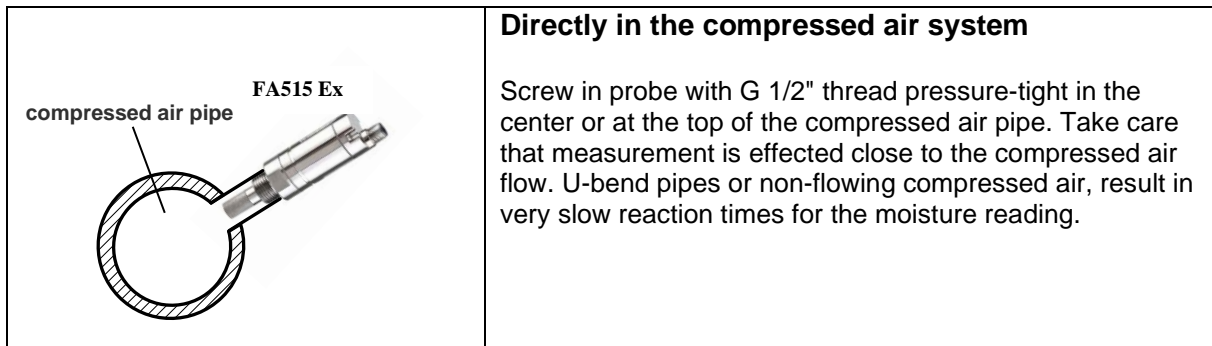 FA515 Ex
compressed air pipe
Directly in the compressed air system
Screw in probe with G 1/2" thread pressure-tight in the
center or at the top of the compressed air pipe. Take care
that measurement is effected close to the compressed air
flow. U-bend pipes or non-flowing compressed air, result in
very slow reaction times for the moisture reading.